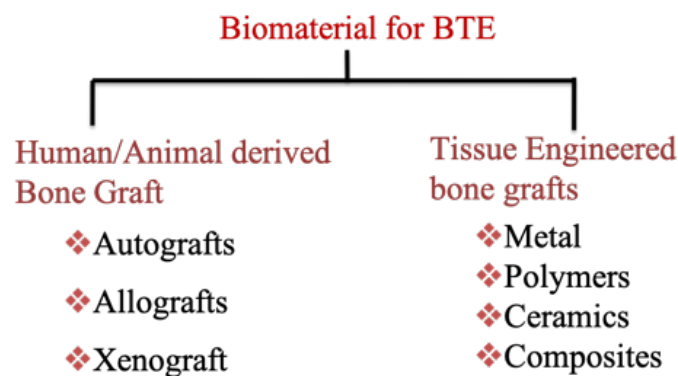 Biomaterial for BTE
Human/Animal derived
Bone Graft
❖Autografts
❖Allografts
❖Xenograft
Tissue Engineered
bone grafts
❖Metal
❖Polymers
❖Ceramics
❖Composites